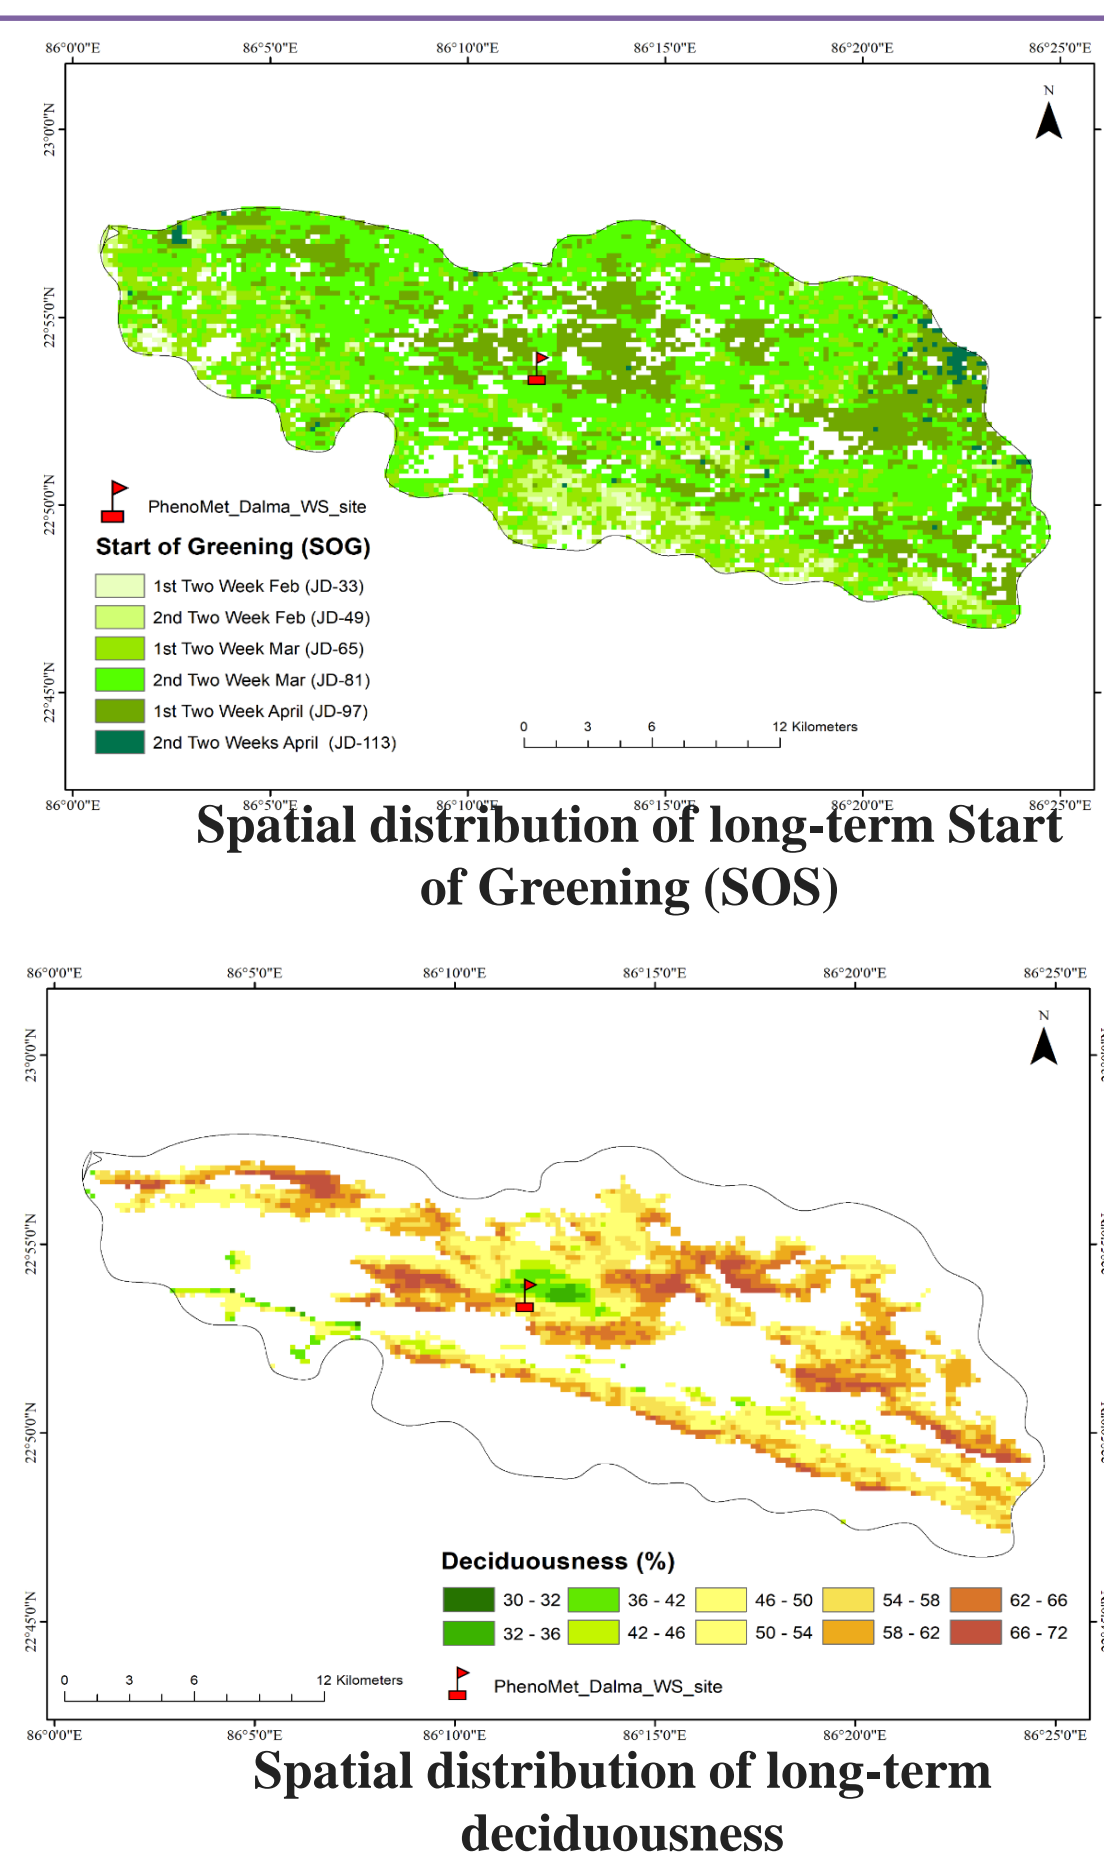 86°0'0"E 86°5'0"E 86°10'0"E 86°15'0"E 86°20'0"E 86°25'0"E
N
23°0'0"N
22°55'0"N
22°50'0"N
22°45'0"N
PhenoMet_Dalma_WS_site
Start of Greening (SOG)
1st Two Week Feb (JD-33)
2nd Two Week Feb (JD-49)
1st Two Week Mar (JD-65)
2nd Two Week Mar (JD-81)
1st Two Week April (JD-97)
2nd Two Weeks April (JD-113)
0 3 6 12 Kilometers
86°0'0"E 86°5'0"E 86°10'0"E 86°15'0"E 86°20'0"E 86°25'0"E
Spatial distribution of long-term Start
of Greening (SOS)
86°0'0"E 86°5'0"E 86°10'0"E 86°15'0"E 86°20'0"E 86°25'0"E
N
23°0'0"N
22°55'0"N
22°50'0"N
22°45'0"N
Deciduousness (%)
30 - 32 36 - 42 46 - 50 54 - 58 62 - 66
32 - 36 42 - 46 50 - 54 58 - 62 66 - 72
0 3 6 12 Kilometers
PhenoMet_Dalma_WS_site
86°0'0"E 86°5'0"E 86°10'0"E 86°15'0"E 86°20'0"E 86°25'0"E
Spatial distribution of long-term
deciduousness